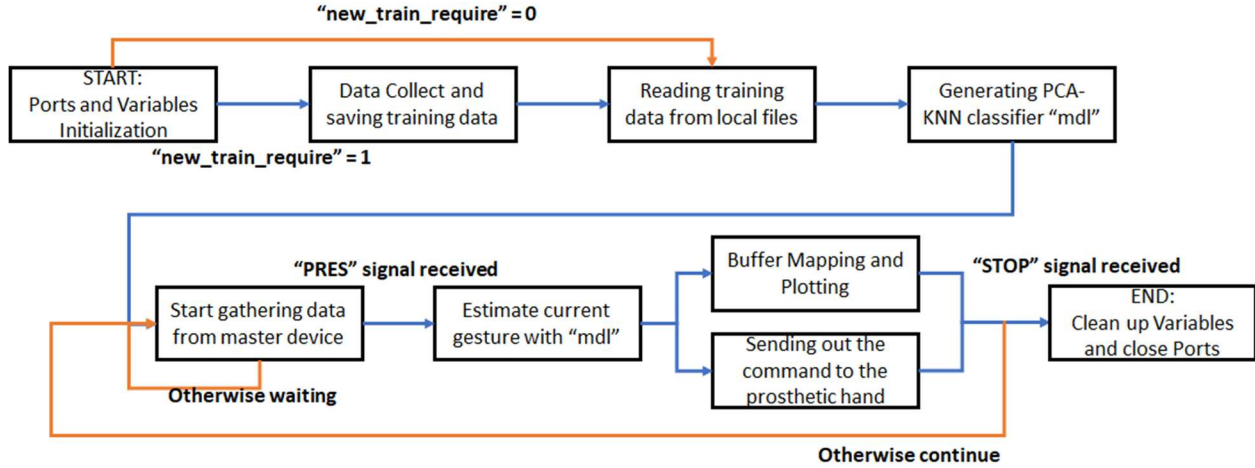 “new_train_require” = 0
START:
Ports and Variables
Initialization
Data Collect and
saving training data
Reading training
data from local files
Generating PCA-
KNN classifier “mdl”
“new_train_require” = 1
“PRES” signal received
Start gathering data
from master device
Otherwise waiting
Estimate current
gesture with “mdl”
Buffer Mapping and
Plotting
Sending out the
command to the
prosthetic hand
“STOP” signal received
END:
Clean up Variables
and close Ports
Otherwise continue